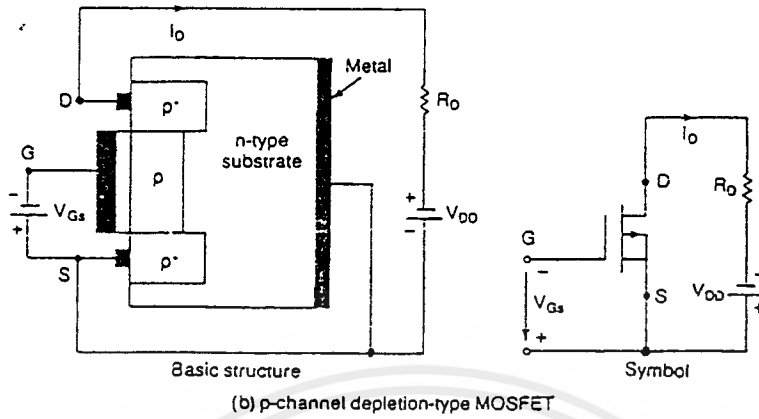 I_D
Metal
D
p+
R_D
n-type
substrate
G
p
−
V_Gs
+
+
V_DD
−
S
p+
Basic structure
I_D
D
R_D
G
−
S
V_DD
−
+
V_Gs
+
Symbol
(b) p-channel depletion-type MOSFET